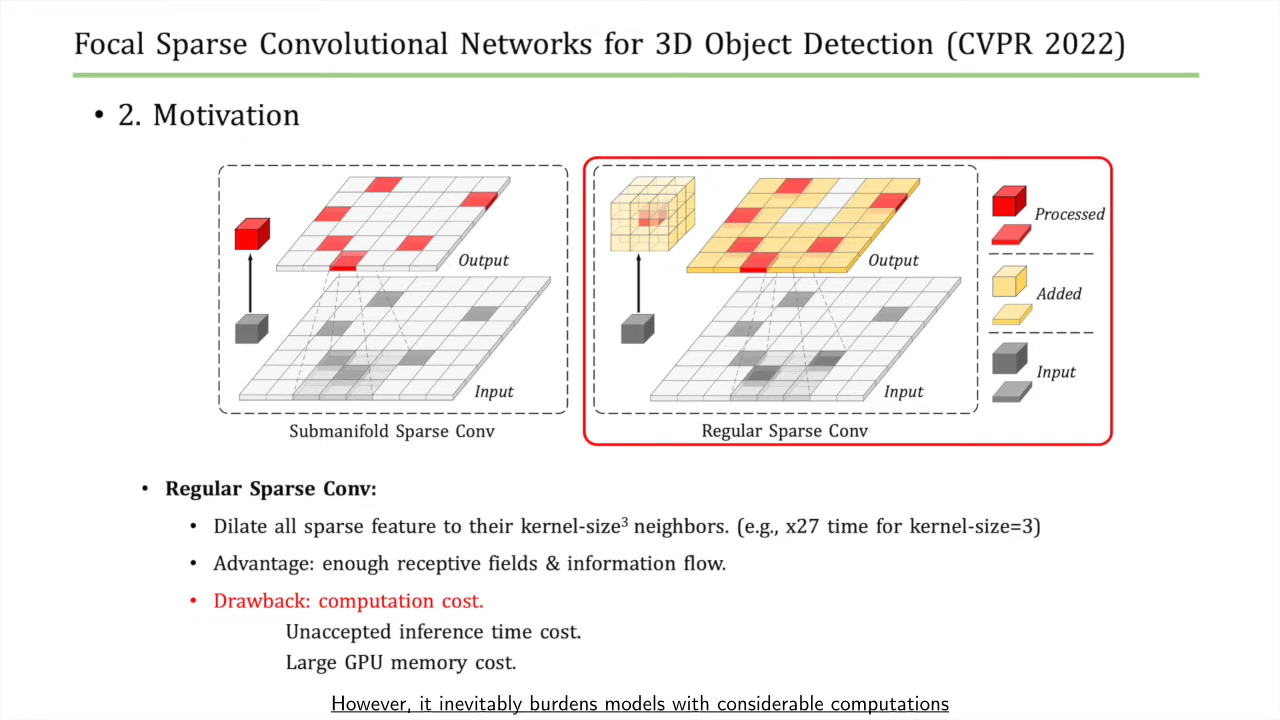 Focal Sparse Convolutional Networks for 3D Object Detection (CVPR 2022)
• 2. Motivation
Output
Input
Submanifold Sparse Conv
Output
Input
Regular Sparse Conv
Processed
Added
Input
• Regular Sparse Conv:
• Dilate all sparse feature to their kernel-size³ neighbors. (e.g., x27 time for kernel-size=3)
• Advantage: enough receptive fields & information flow.
• Drawback: computation cost.
Unaccepted inference time cost.
Large GPU memory cost.
However, it inevitably burdens models with considerable computations